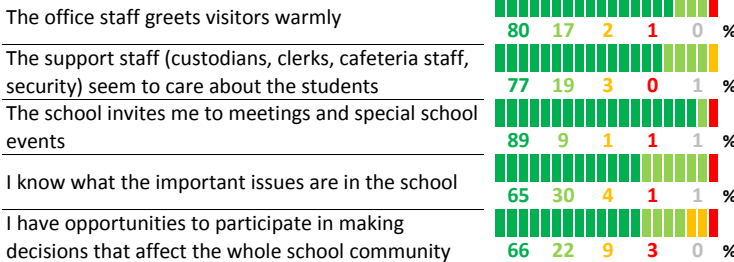 The office staff greets visitors warmly
80 17 2 1 0 %
The support staff (custodians, clerks, cafeteria staff,
security) seem to care about the students
77 19 3 0 1 %
The school invites me to meetings and special school
events
89 9 1 1 1 %
I know what the important issues are in the school
65 30 4 1 1 %
I have opportunities to participate in making
decisions that affect the whole school community
66 22 9 3 0 %